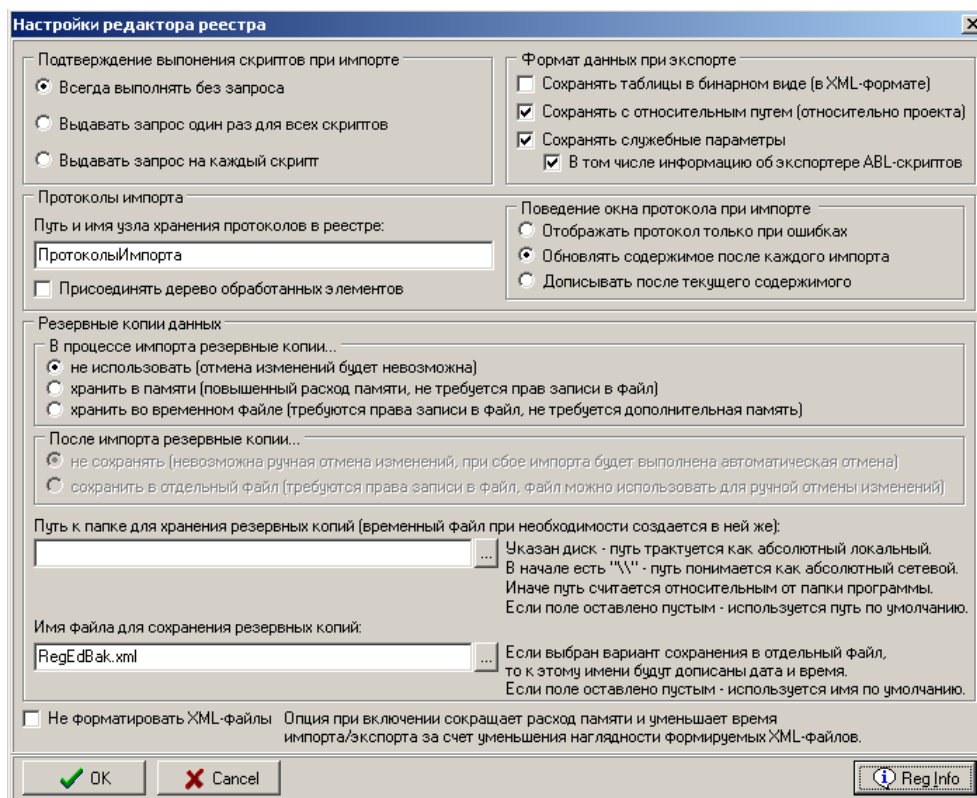 Настройки редактора реестра
Подтверждение выпонения скриптов при импорте
Всегда выполнять без запроса
Выдавать запрос один раз для всех скриптов
Выдавать запрос на каждый скрипт
Формат данных при экспорте
Сохранять таблицы в бинарном виде (в XML-формате)
Сохранять с относительным путем (относительно проекта)
Сохранять служебные параметры
В том числе информацию об экспортере ABL-скриптов
Протоколы импорта
Путь и имя узла хранения протоколов в реестре:
ПротоколыИмпорта
Присоединять дерево обработанных элементов
Поведение окна протокола при импорте
Отображать протокол только при ошибках
Обновлять содержимое после каждого импорта
Дописывать после текущего содержимого
Резервные копии данных
В процессе импорта резервные копии...
не использовать (отмена изменений будет невозможна)
хранить в памяти (повышенный расход памяти, не требуется прав записи в файл)
хранить во временном файле (требуются права записи в файл, не требуется дополнительная память)
После импорта резервные копии...
не сохранять (невозможна ручная отмена изменений, при сбое импорта будет выполнена автоматическая отмена)
сохранить в отдельный файл (требуются права записи в файл, файл можно использовать для ручной отмены изменений)
Путь к папке для хранения резервных копий (временный файл при необходимости создается в ней же):
...
Указан диск - путь трактуется как абсолютный локальный.
В начале есть "\\" - путь понимается как абсолютный сетевой.
Иначе путь считается относительным от папки программы.
Если поле оставлено пустым - используется путь по умолчанию.
Имя файла для сохранения резервных копий:
RegEdBak.xml
...
Если выбран вариант сохранения в отдельный файл,
то к этому имени будут дописаны дата и время.
Если поле оставлено пустым - используется имя по умолчанию.
Не форматировать XML-файлы
Опция при включении сокращает расход памяти и уменьшает время
импорта/экспорта за счет уменьшения наглядности формируемых XML-файлов.
OK
Cancel
Reg Info